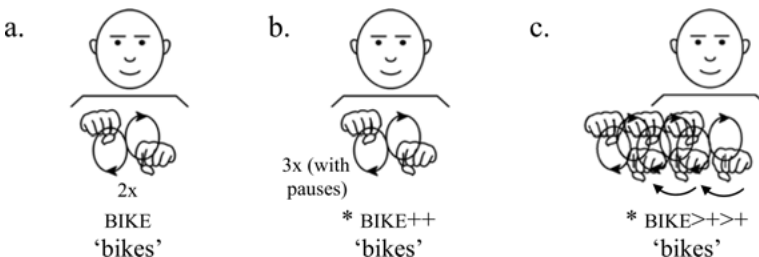 a.
2x
BIKE
‘bikes’
b.
3x (with
pauses)
* BIKE++
‘bikes’
c.
* BIKE>+>+
‘bikes’